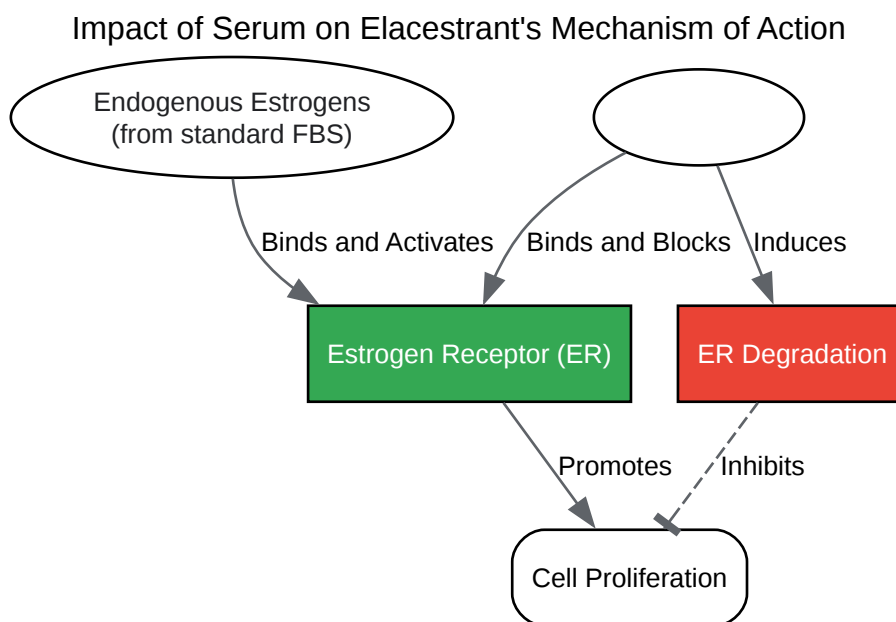 Impact of Serum on Elacestrant's Mechanism of Action
Endogenous Estrogens
(from standard FBS)
Binds and Activates
Binds and Blocks
Induces
Estrogen Receptor (ER)
ER Degradation
Promotes
Inhibits
Cell Proliferation